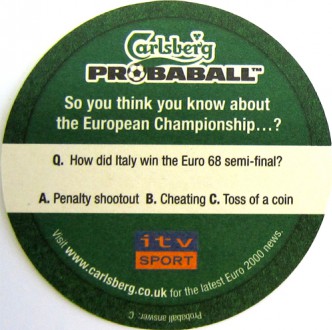 Carlsberg
PROBABALL™
So you think you know about
the European Championship...?
Q. How did Italy win the Euro 68 semi-final?
A. Penalty shootout B. Cheating C. Toss of a coin
itv
SPORT
Visit www.carlsberg.co.uk for the latest Euro 2000 news.
Probaball answer: C